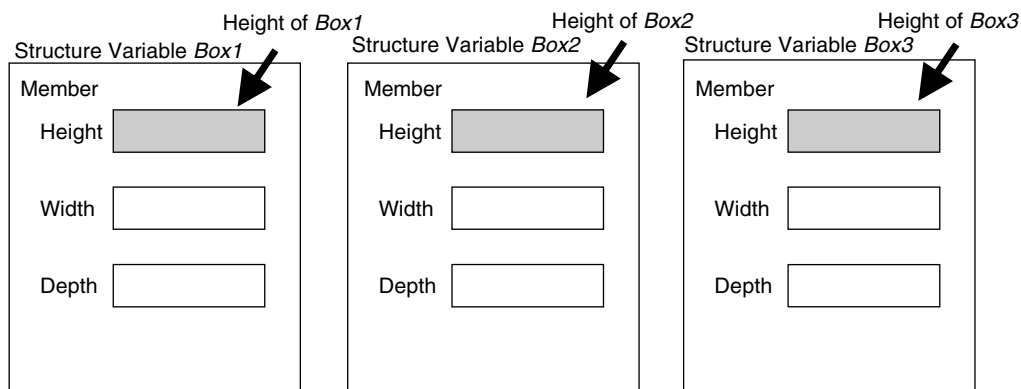 Height of Box1
Structure Variable Box1
Member
Height
Width
Depth
Height of Box2
Structure Variable Box2
Member
Height
Width
Depth
Height of Box3
Structure Variable Box3
Member
Height
Width
Depth